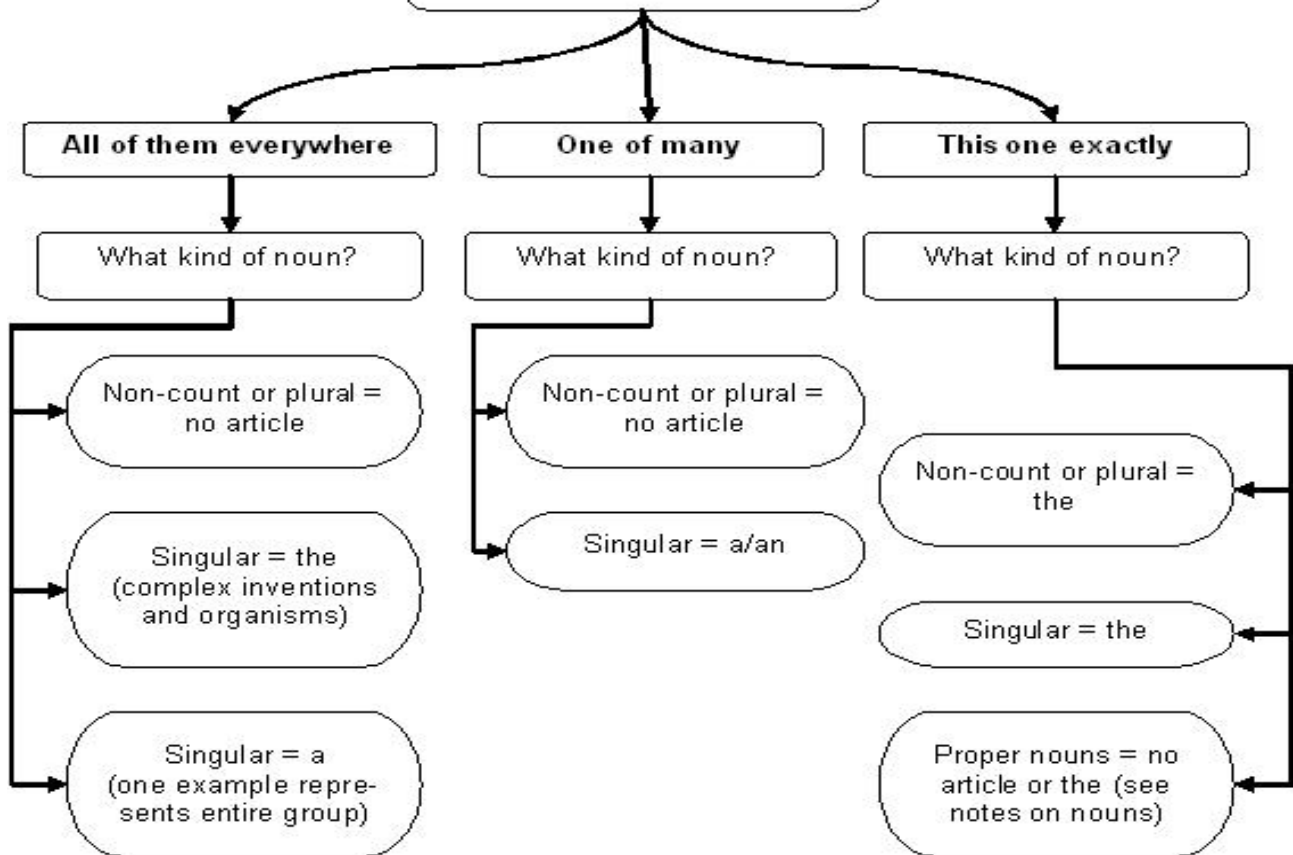 All of them everywhere
One of many
This one exactly
What kind of noun?
What kind of noun?
What kind of noun?
Non-count or plural =
no article
Singular = the
(complex inventions
and organisms)
Singular = a
(one example repre-
sents entire group)
Non-count or plural =
no article
Singular = a/an
Non-count or plural =
the
Singular = the
Proper nouns = no
article or the (see
notes on nouns)